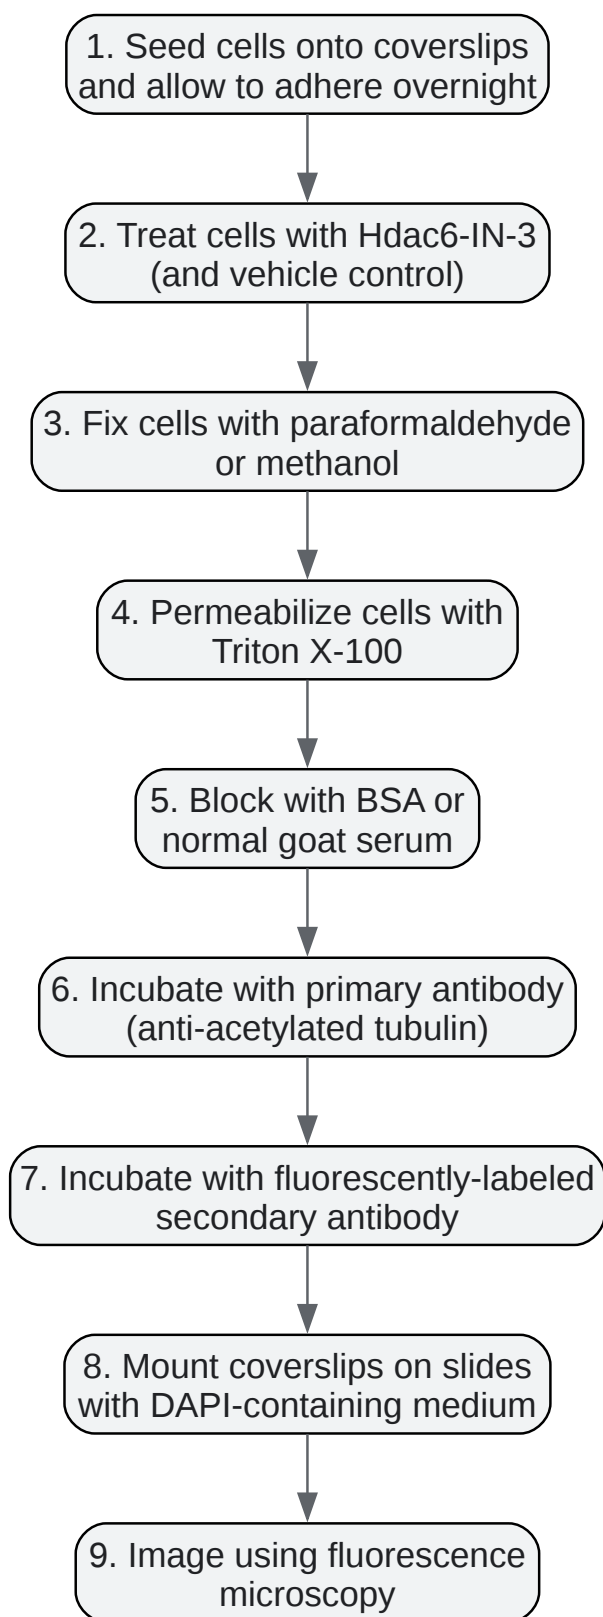 1. Seed cells onto coverslips
and allow to adhere overnight
2. Treat cells with Hdac6-IN-3
(and vehicle control)
3. Fix cells with paraformaldehyde
or methanol
4. Permeabilize cells with
Triton X-100
5. Block with BSA or
normal goat serum
6. Incubate with primary antibody
(anti-acetylated tubulin)
7. Incubate with fluorescently-labeled
secondary antibody
8. Mount coverslips on slides
with DAPI-containing medium
9. Image using fluorescence
microscopy